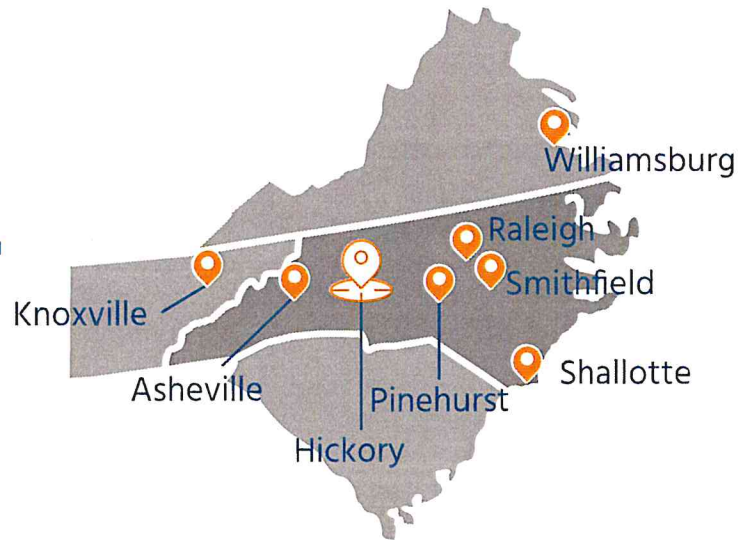 Williamsburg
Raleigh
Smithfield
Knoxville
Shallotte
Asheville
Pinehurst
Hickory